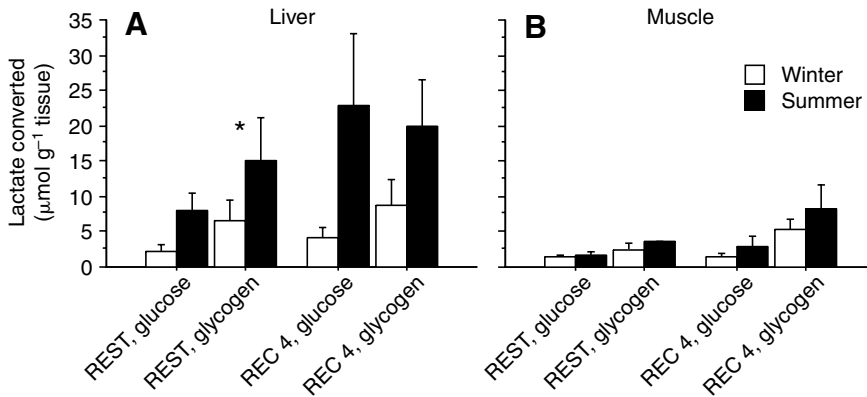 A
Liver
B
Muscle
Lactate converted
(μmol g⁻¹ tissue)
35
30
25
20
15
10
5
0
*
Winter
Summer
REST, glucose
REST, glycogen
REC 4, glucose
REC 4, glycogen
REST, glucose
REST, glycogen
REC 4, glucose
REC 4, glycogen